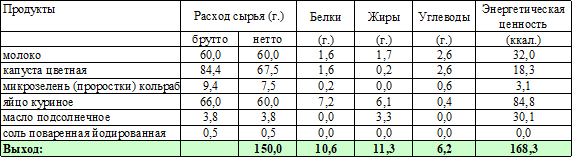 Продукты Расход сырья (г.) Белки Жиры Углеводы Энергетическая ценность
брутто нетто (г.) (г.) (г.) (ккал.)
молоко 60,0 60,0 1,6 1,7 2,6 32,0
капуста цветная 84,4 67,5 1,6 0,2 2,6 18,3
микрозелень (проростки) кольраб 9,4 7,5 0,2 0,0 0,6 3,1
яйцо куриное 66,0 60,0 7,2 6,1 0,4 84,8
масло подсолнечное 3,8 3,8 0,0 3,3 0,0 30,1
соль поваренная йодированная 0,5 0,5 0,0 0,0 0,0 0,0
Выход: 150,0 10,6 11,3 6,2 168,3